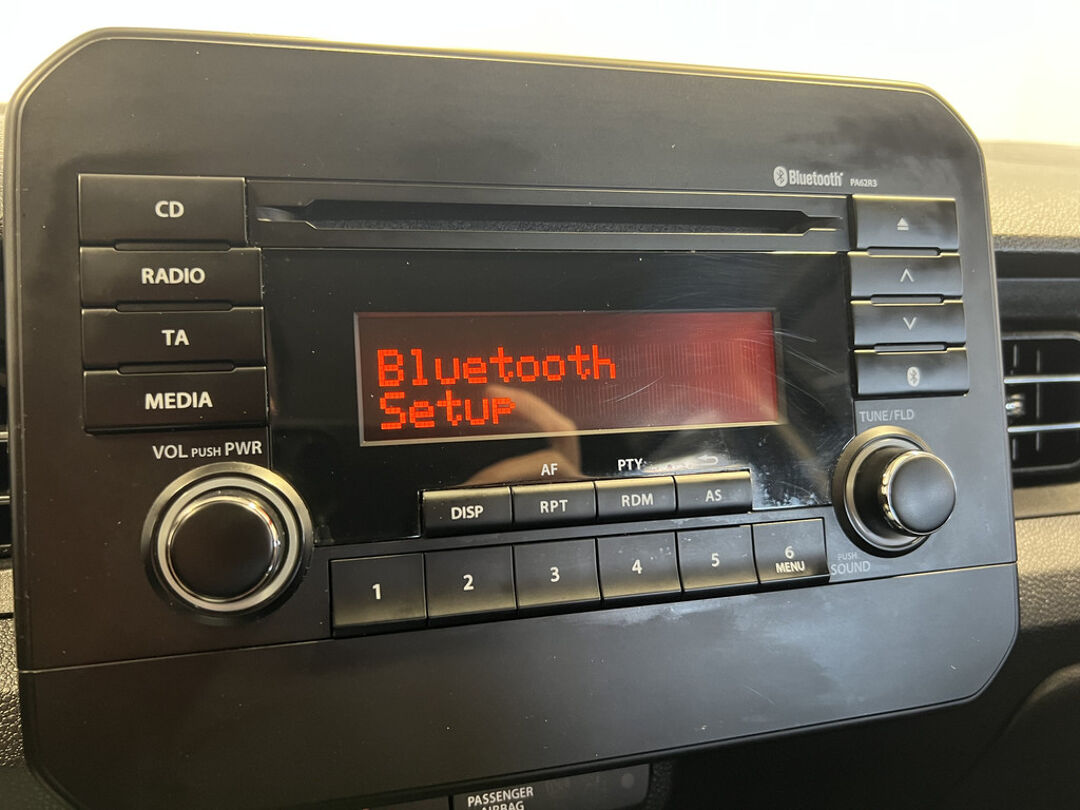 Bluetooth PA62R3
CD
RADIO
TA
MEDIA
VOL PUSH PWR
Bluetooth
Setup
TUNE/FLD
AF PTY
DISP RPT RDM AS
1 2 3 4 5 6
MENU
PUSH
SOUND
PASSENGER
AIRBAG